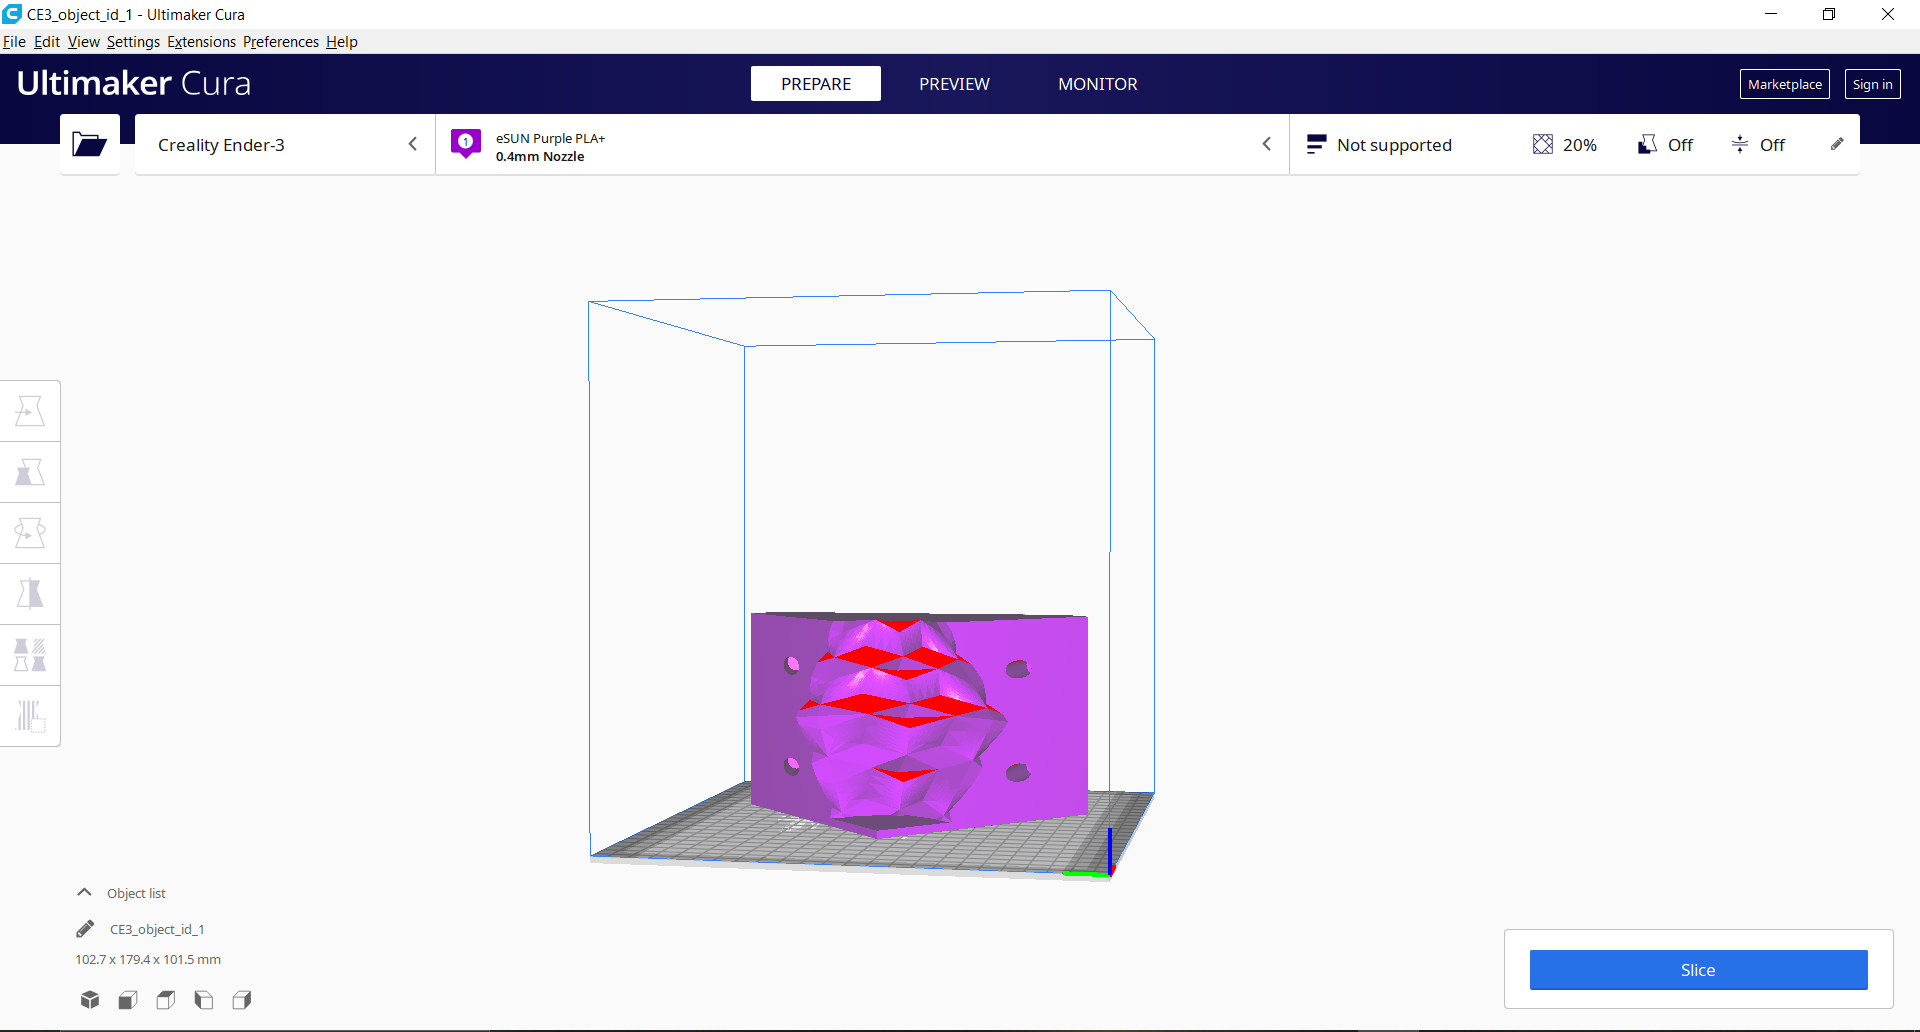 CE3_object_id_1 - Ultimaker Cura
File Edit View Settings Extensions Preferences Help
Ultimaker Cura
PREPARE PREVIEW MONITOR
Marketplace Sign in
Creality Ender-3
1
eSUN Purple PLA+
0.4mm Nozzle
Not supported 20% Off Off
Object list
CE3_object_id_1
102.7 x 179.4 x 101.5 mm
Slice